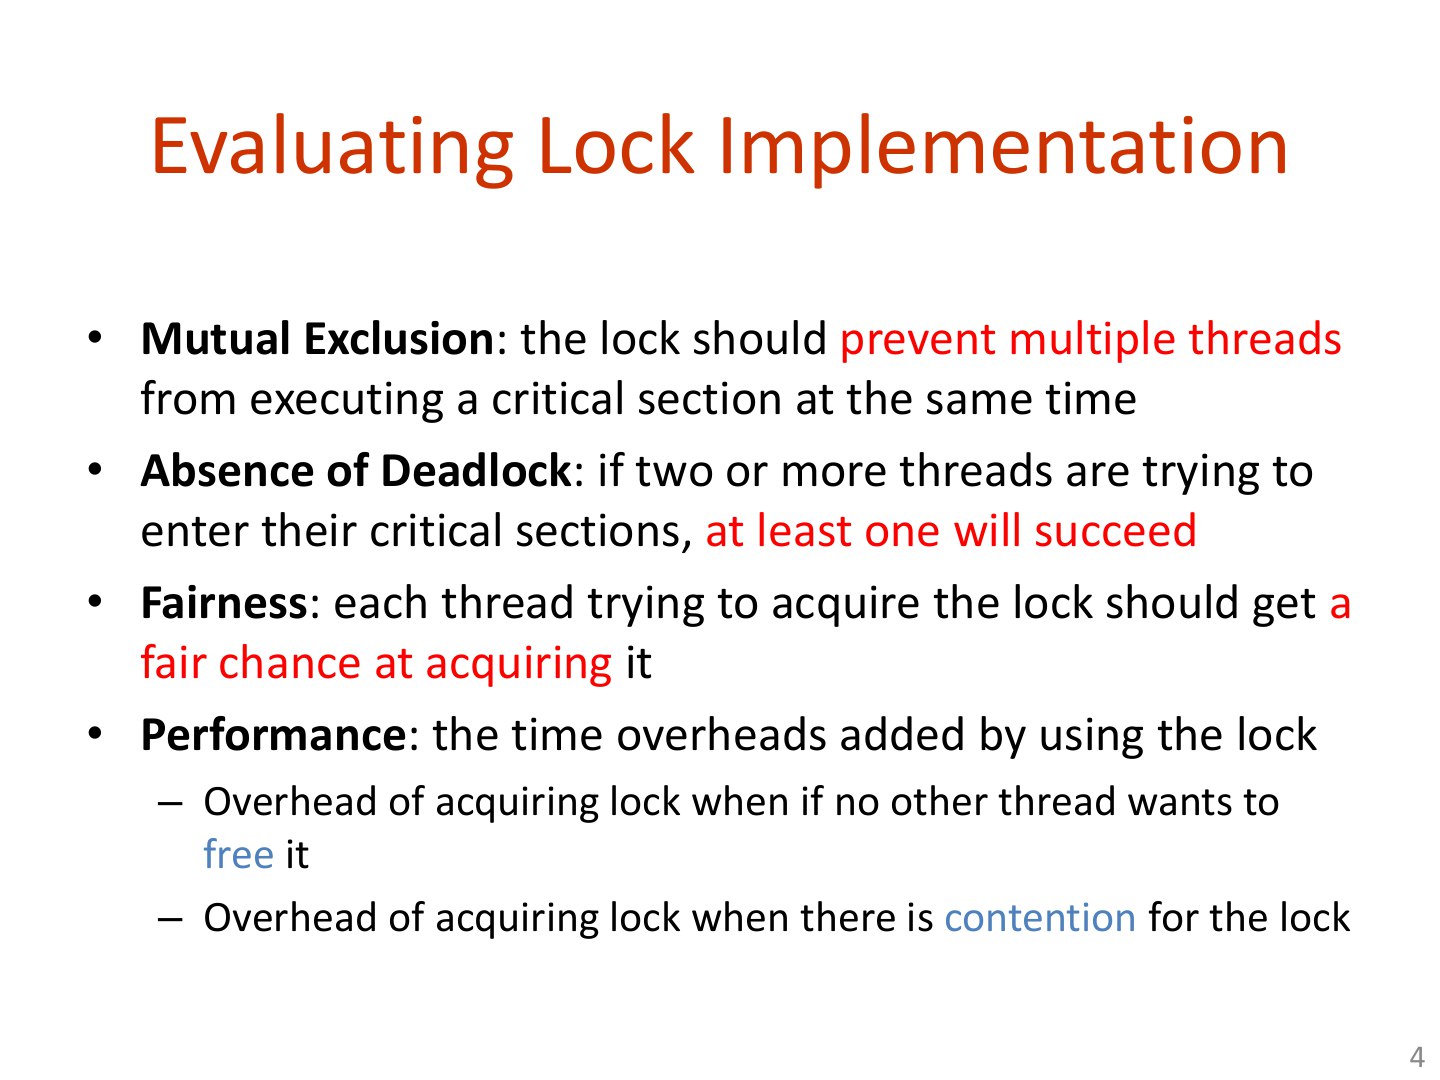 Evaluating Lock Implementation
• Mutual Exclusion: the lock should prevent multiple threads
from executing a critical section at the same time
• Absence of Deadlock: if two or more threads are trying to
enter their critical sections, at least one will succeed
• Fairness: each thread trying to acquire the lock should get a
fair chance at acquiring it
• Performance: the time overheads added by using the lock
– Overhead of acquiring lock when if no other thread wants to
free it
– Overhead of acquiring lock when there is contention for the lock
4